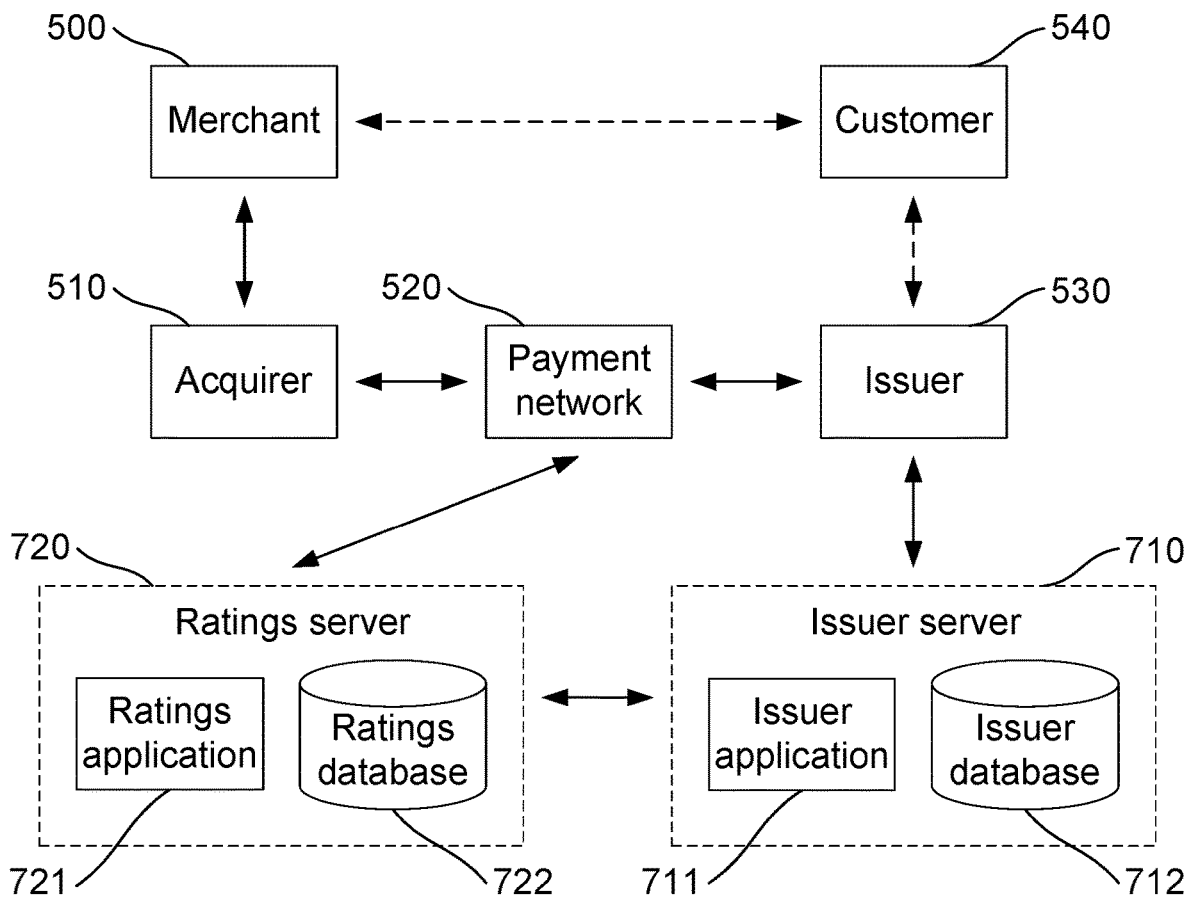 500
540
Merchant
Customer
510
520
530
Acquirer
Payment
network
Issuer
720
710
Ratings server
Issuer server
Ratings
application
Ratings
database
Issuer
application
Issuer
database
721
722
711
712